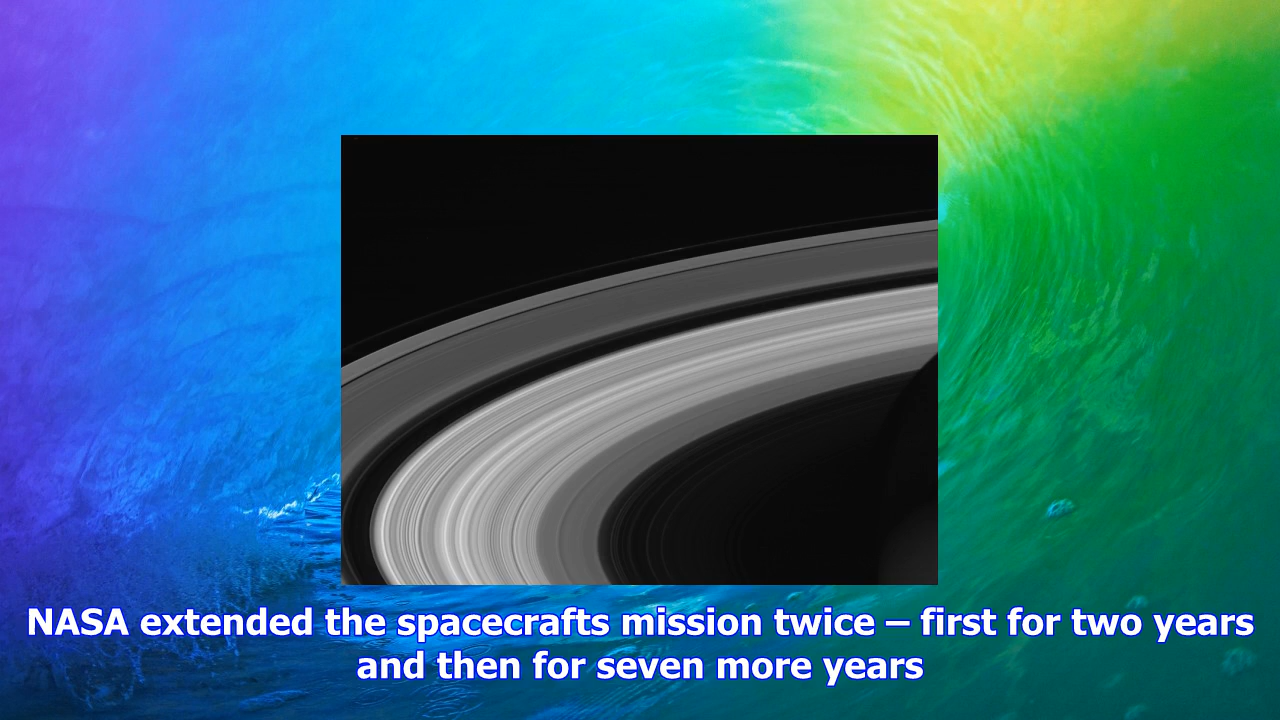 NASA extended the spacecrafts mission twice – first for two years
and then for seven more years